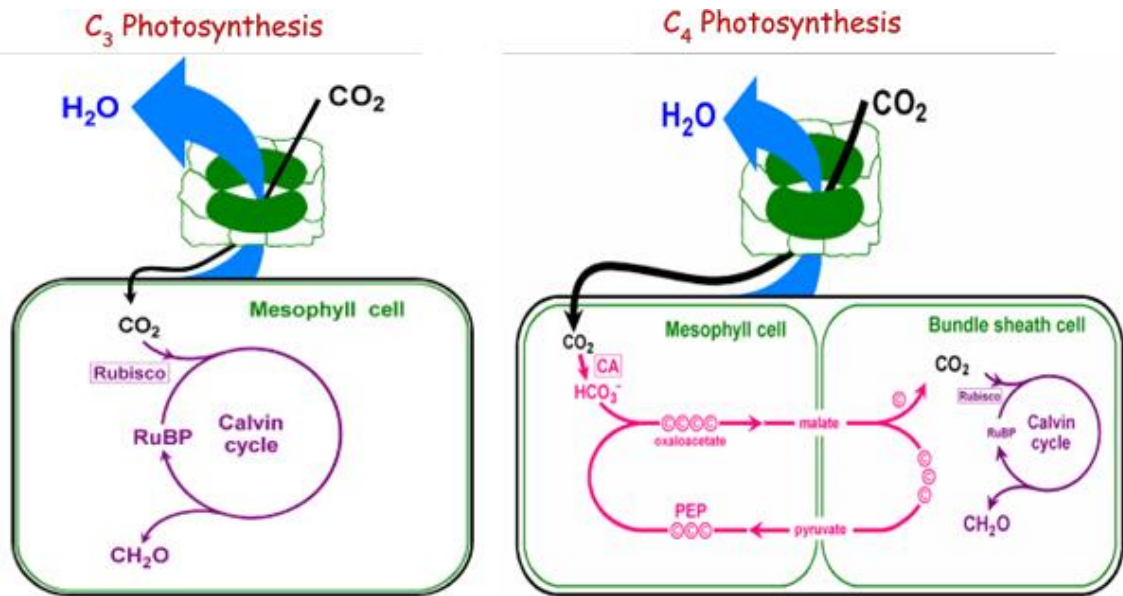 C₃ Photosynthesis
H₂O
CO₂
Mesophyll cell
CO₂
Rubisco
RuBP
Calvin
cycle
CH₂O
C₄ Photosynthesis
H₂O
CO₂
Mesophyll cell
CO₂
CA
HCO₃⁻
©©©©
oxaloacetate
malate
PEP
©©©
pyruvate
Bundle sheath cell
©
CO₂
Rubisco
RuBP
Calvin
cycle
©
©
©
CH₂O